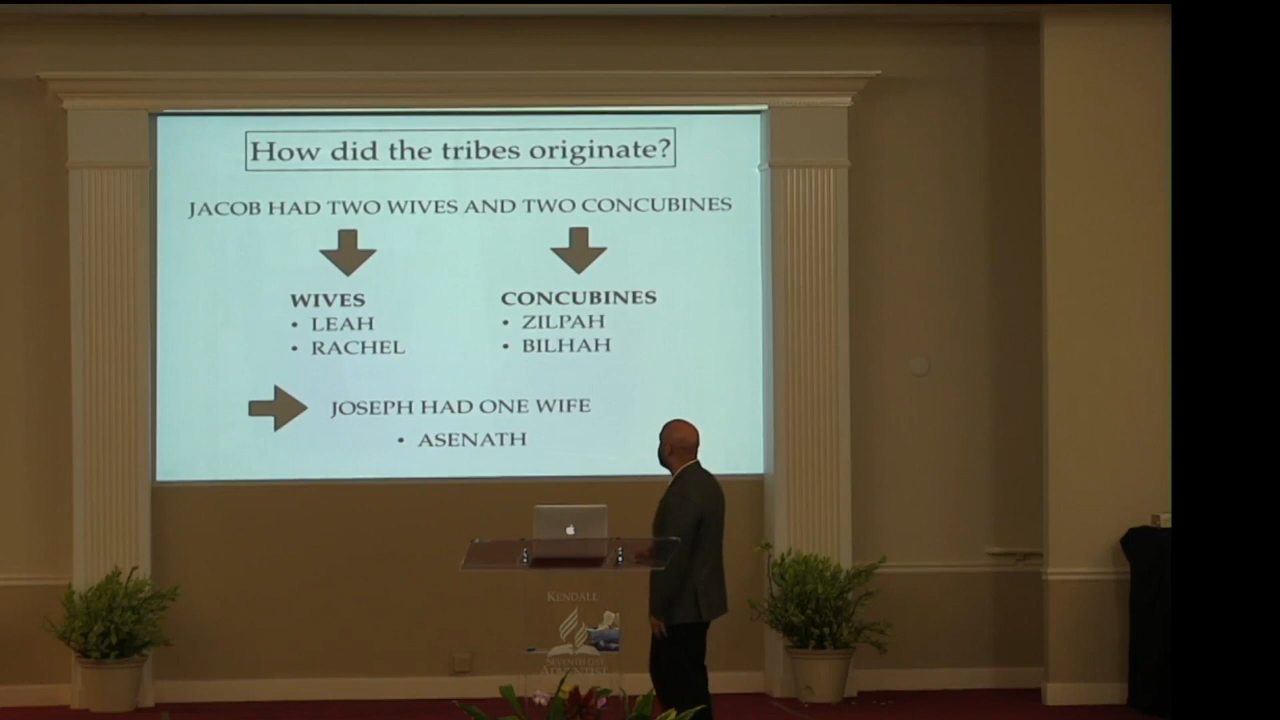 How did the tribes originate?
JACOB HAD TWO WIVES AND TWO CONCUBINES
WIVES
• LEAH
• RACHEL
CONCUBINES
• ZILPAH
• BILHAH
JOSEPH HAD ONE WIFE
• ASENATH
KENDALL
SEVENTH-DAY
ADVENTIST